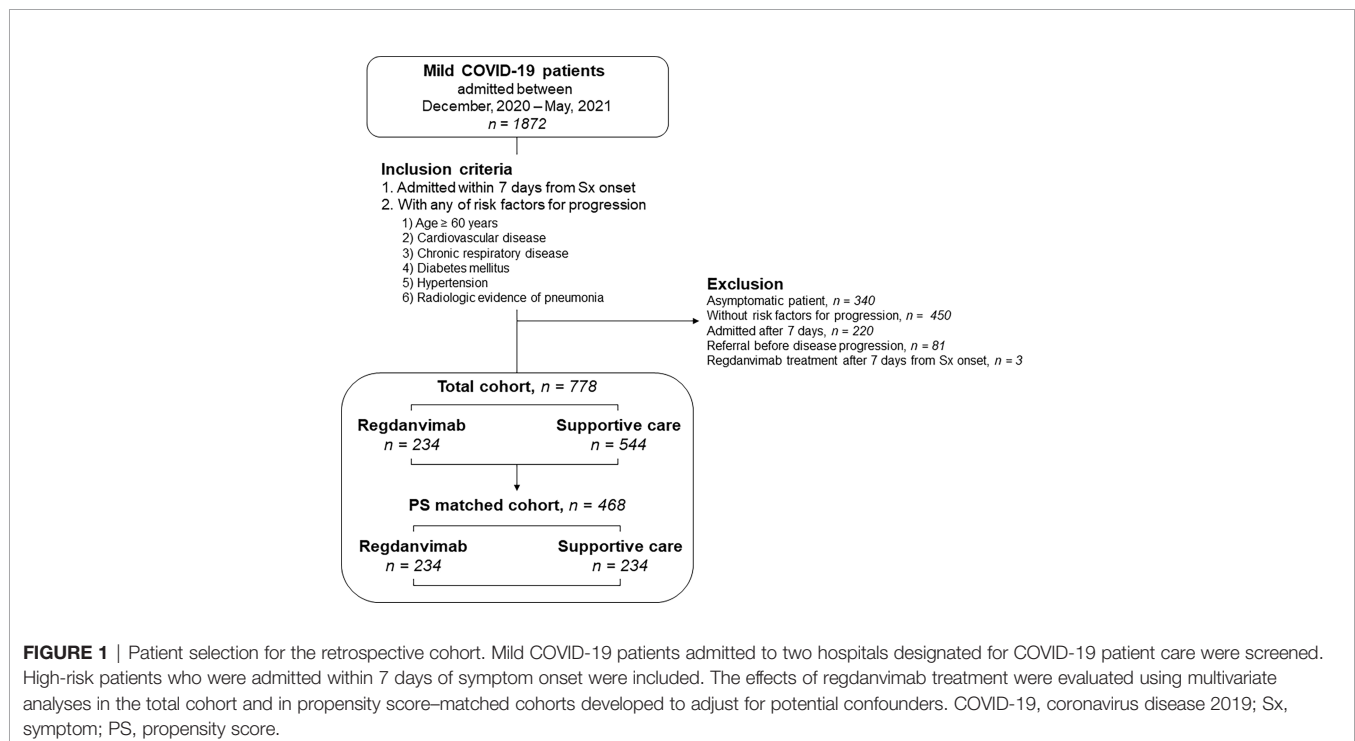 Mild COVID-19 patients
admitted between
December, 2020 – May, 2021
n = 1872
Inclusion criteria
1. Admitted within 7 days from Sx onset
2. With any of risk factors for progression
1) Age ≥ 60 years
2) Cardiovascular disease
3) Chronic respiratory disease
4) Diabetes mellitus
5) Hypertension
6) Radiologic evidence of pneumonia
Exclusion
Asymptomatic patient, n = 340
Without risk factors for progression, n = 450
Admitted after 7 days, n = 220
Referral before disease progression, n = 81
Regdanvimab treatment after 7 days from Sx onset, n = 3
Total cohort, n = 778
Regdanvimab Supportive care
n = 234 n = 544
PS matched cohort, n = 468
Regdanvimab Supportive care
n = 234 n = 234
FIGURE 1 | Patient selection for the retrospective cohort. Mild COVID-19 patients admitted to two hospitals designated for COVID-19 patient care were screened.
High-risk patients who were admitted within 7 days of symptom onset were included. The effects of regdanvimab treatment were evaluated using multivariate
analyses in the total cohort and in propensity score–matched cohorts developed to adjust for potential confounders. COVID-19, coronavirus disease 2019; Sx,
symptom; PS, propensity score.